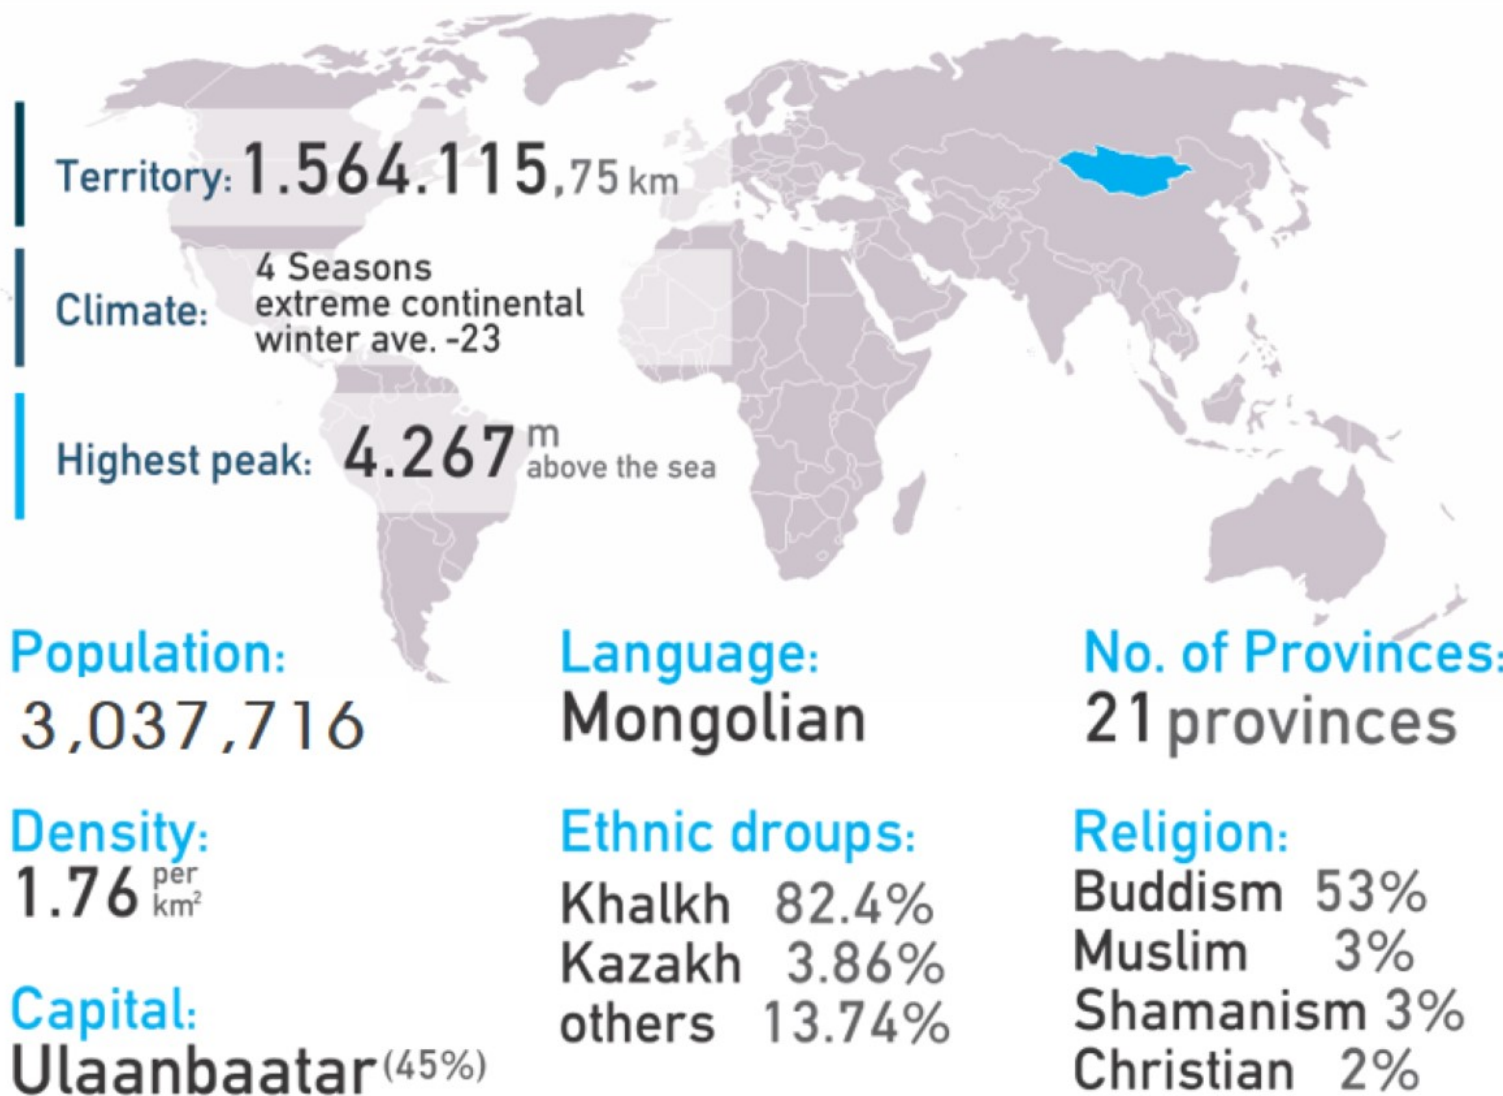 Territory: 1.564.115,75 km
Climate:
4 Seasons
extreme continental
winter ave. -23
Highest peak: 4.267 m
above the sea
Population:
3,037,716
Language:
Mongolian
No. of Provinces:
21 provinces
Density:
1.76 per
km²
Ethnic droups:
Khalkh 82.4%
Kazakh 3.86%
others 13.74%
Religion:
Buddism 53%
Muslim 3%
Shamanism 3%
Christian 2%
Capital:
Ulaanbaatar (45%)